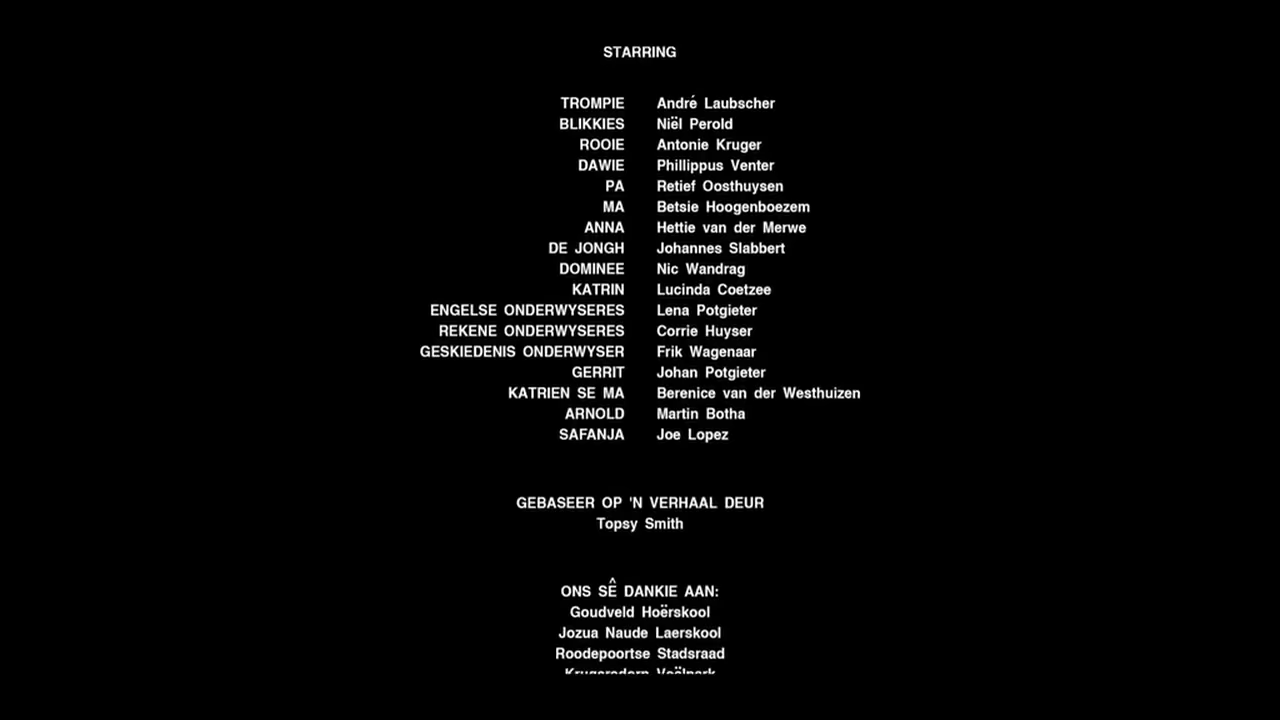 STARRING
TROMPIE André Laubscher
BLIKKIES Niël Perold
ROOIE Antonie Kruger
DAWIE Phillippus Venter
PA Retief Oosthuysen
MA Betsie Hoogenboezem
ANNA Hettie van der Merwe
DE JONGH Johannes Slabbert
DOMINEE Nic Wandrag
KATRIN Lucinda Coetzee
ENGELSE ONDERWYSERES Lena Potgieter
REKENE ONDERWYSERES Corrie Huyser
GESKIEDENIS ONDERWYSER Frik Wagenaar
GERRIT Johan Potgieter
KATRIEN SE MA Berenice van der Westhuizen
ARNOLD Martin Botha
SAFANJA Joe Lopez
GEBASEER OP 'N VERHAAL DEUR
Topsy Smith
ONS SÊ DANKIE AAN:
Goudveld Hoërskool
Jozua Naude Laerskool
Roodepoortse Stadsraad